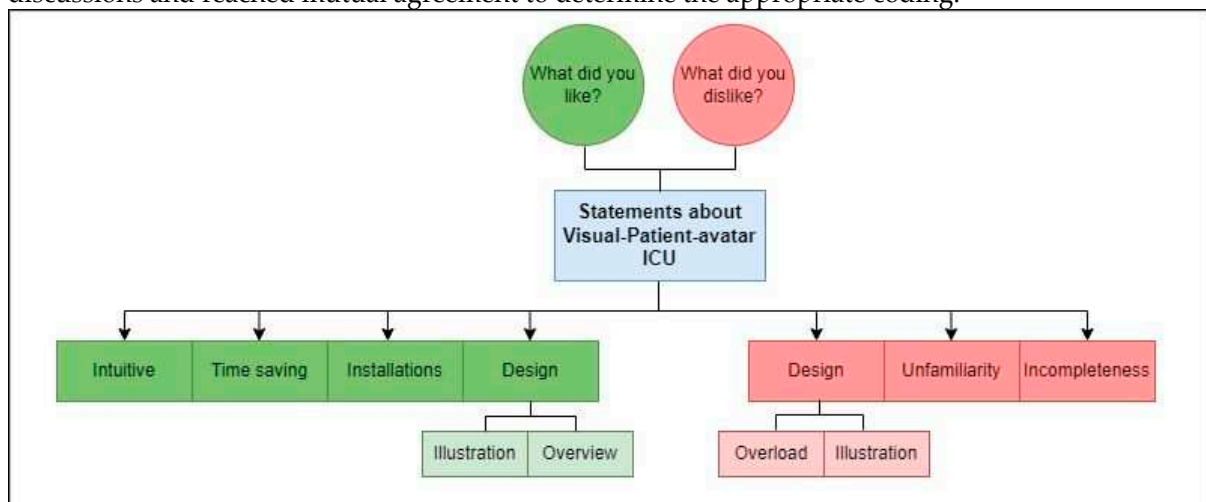 discussions and reached mutual agreement to determine the appropriate coding.
What did you
like?
What did you
dislike?
Statements about
Visual-Patient-avatar
ICU
Intuitive
Time saving
Installations
Design
Design
Unfamiliarity
Incompleteness
Illustration
Overview
Overload
Illustration